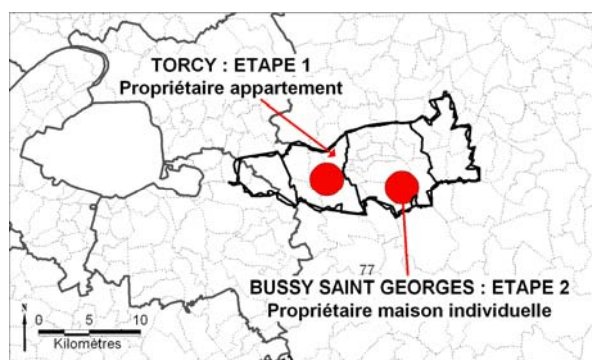 TORCY : ETAPE 1
Propriétaire appartement
77
BUSSY SAINT GEORGES : ETAPE 2
Propriétaire maison individuelle
N
0 5 10
Kilomètres